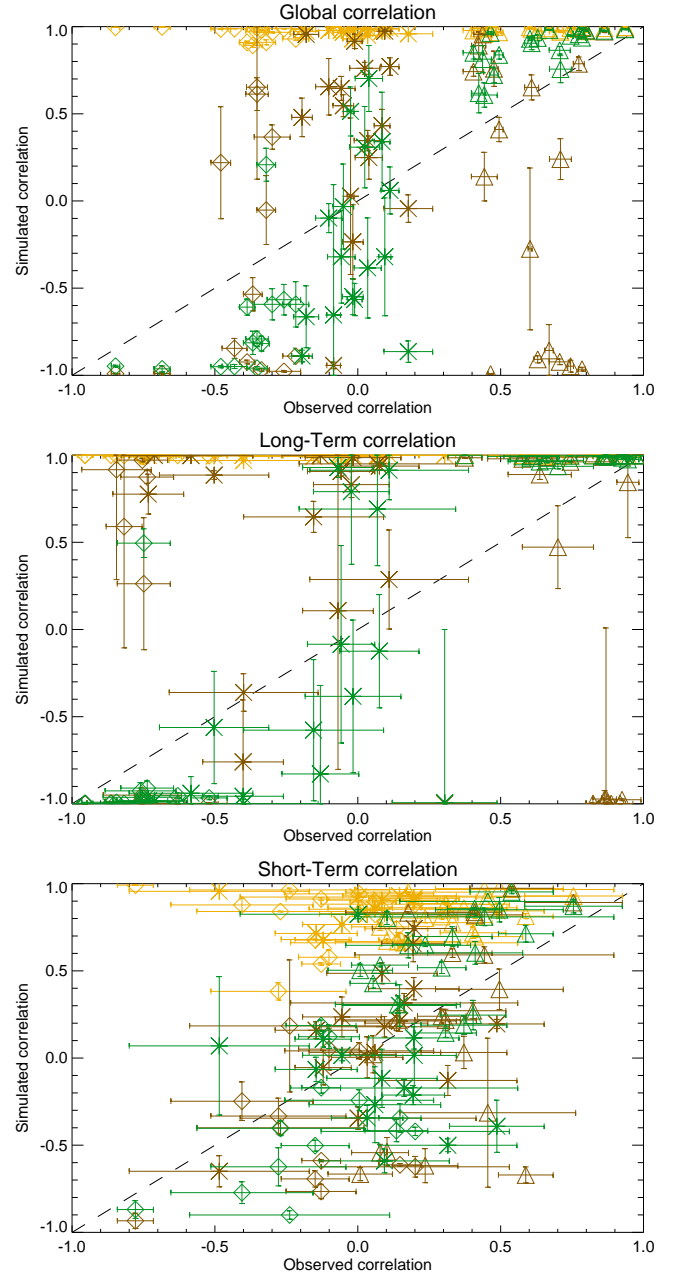 Global correlation
1.0
0.5
0.0
-0.5
-1.0
Simulated correlation
-1.0 -0.5 0.0 0.5 1.0
Observed correlation
Long-Term correlation
1.0
0.5
0.0
-0.5
-1.0
Simulated correlation
-1.0 -0.5 0.0 0.5 1.0
Observed correlation
Short-Term correlation
1.0
0.5
0.0
-0.5
-1.0
Simulated correlation
-1.0 -0.5 0.0 0.5 1.0
Observed correlation